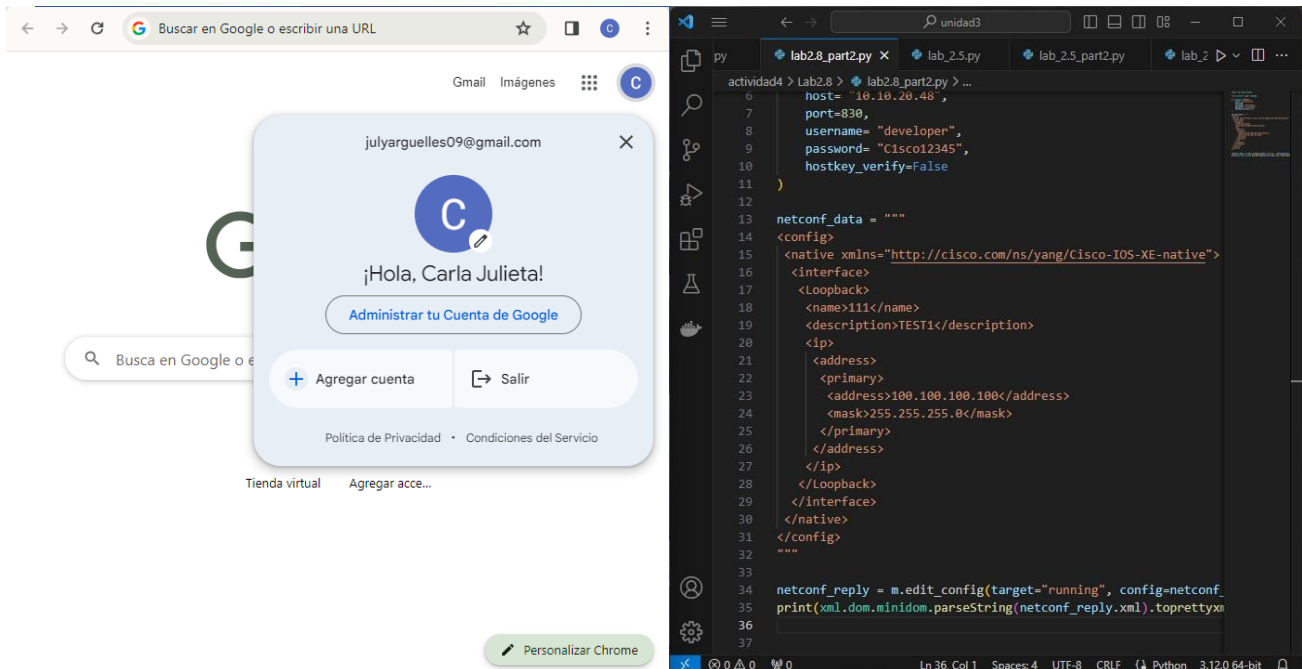 Buscar en Google o escribir una URL
C
Gmail Imágenes
C
julyarguelles09@gmail.com
C
¡Hola, Carla Julieta!
Administrar tu Cuenta de Google
G
Busca en Google o e
Agregar cuenta
Salir
Política de Privacidad • Condiciones del Servicio
Tienda virtual Agregar acce...
Personalizar Chrome
unidad3
py lab2.8_part2.py lab_2.5.py lab_2.5_part2.py lab_2
actividad4 > Lab2.8 > lab2.8_part2.py > ...
6 host= "10.10.20.48",
7 port=830,
8 username= "developer",
9 password= "C1sco12345",
10 hostkey_verify=False
11 )
12
13 netconf_data = """
14 <config>
15 <native xmlns="http://cisco.com/ns/yang/Cisco-IOS-XE-native">
16 <interface>
17 <Loopback>
18 <name>111</name>
19 <description>TEST1</description>
20 <ip>
21 <address>
22 <primary>
23 <address>100.100.100.100</address>
24 <mask>255.255.255.0</mask>
25 </primary>
26 </address>
27 </ip>
28 </Loopback>
29 </interface>
30 </native>
31 </config>
32 """
33
34 netconf_reply = m.edit_config(target="running", config=netconf_
35 print(xml.dom.minidom.parseString(netconf_reply.xml).toprettyxm
36
37
0 0 0 Ln 36, Col 1 Spaces: 4 UTF-8 CRLF Python 3.12.0 64-bit